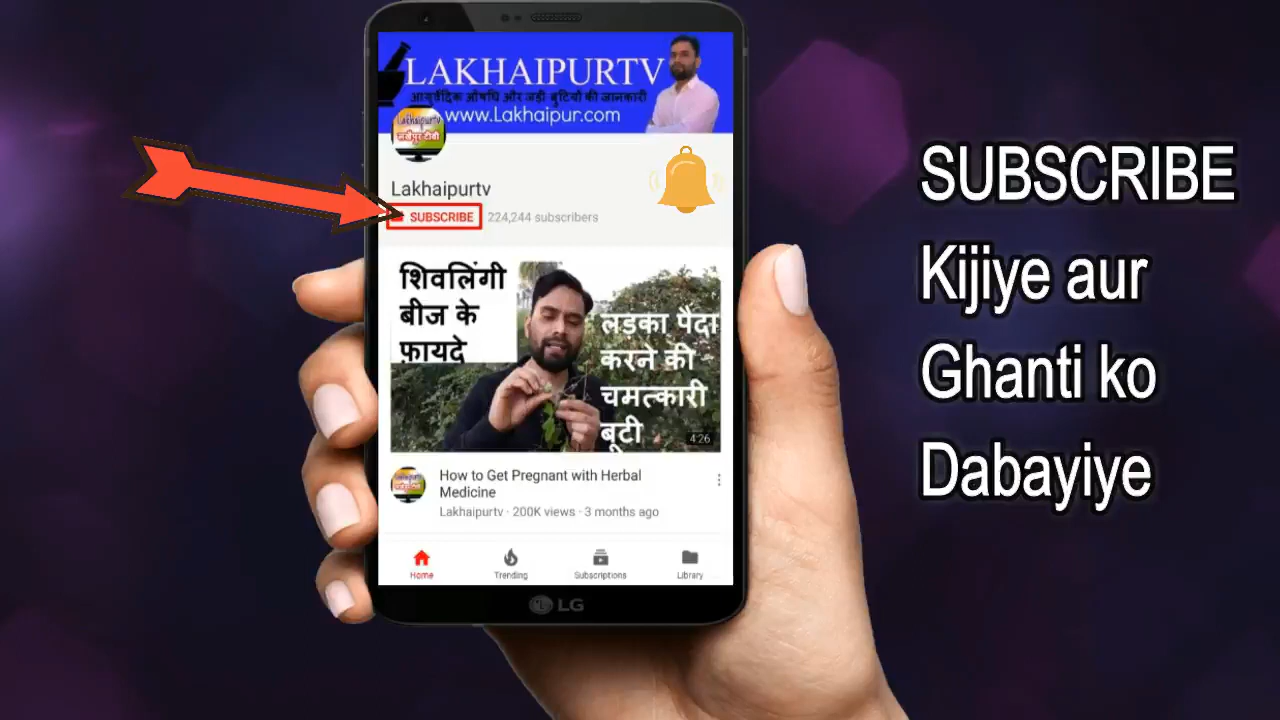 LAKHAIPURTV
आयुर्वेदिक औषधि और जड़ी बूटियों की जानकारी
www.Lakhaipur.com
Lakhaipurtv
लखैपुर टीवी
Lakhaipurtv
SUBSCRIBE 224,244 subscribers
शिवलिंगी
बीज के
फ़ायदे
लड़का पैदा
करने की
चमत्कारी
बूटी
4:26
How to Get Pregnant with Herbal
Medicine
Lakhaipurtv · 200K views · 3 months ago
Home Trending Subscriptions Library
LG
SUBSCRIBE
Kijiye aur
Ghanti ko
Dabayiye